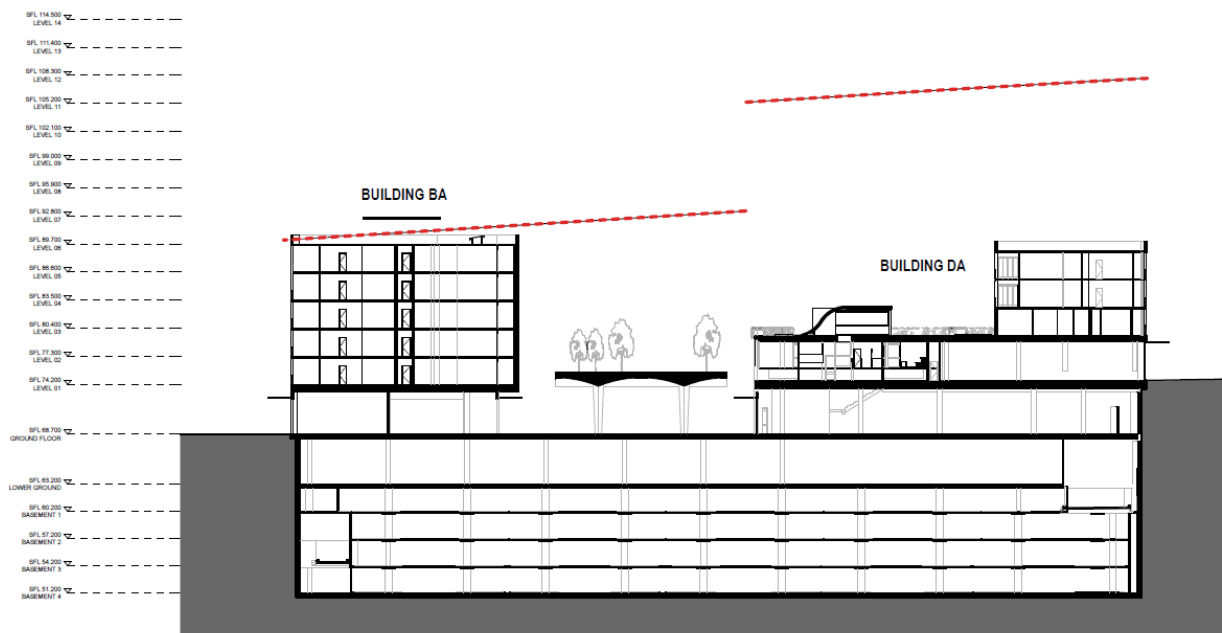 SFL 114.500
LEVEL 14
SFL 111.400
LEVEL 13
SFL 108.300
LEVEL 12
SFL 105.200
LEVEL 11
SFL 102.100
LEVEL 10
SFL 99.000
LEVEL 09
SFL 95.900
LEVEL 08
SFL 92.800
LEVEL 07
SFL 89.700
LEVEL 06
SFL 86.600
LEVEL 05
SFL 83.500
LEVEL 04
SFL 80.400
LEVEL 03
SFL 77.300
LEVEL 02
SFL 74.200
LEVEL 01
SFL 68.700
GROUND FLOOR
SFL 63.200
LOWER GROUND
SFL 60.200
BASEMENT 1
SFL 57.200
BASEMENT 2
SFL 54.200
BASEMENT 3
SFL 51.200
BASEMENT 4
BUILDING BA
BUILDING DA